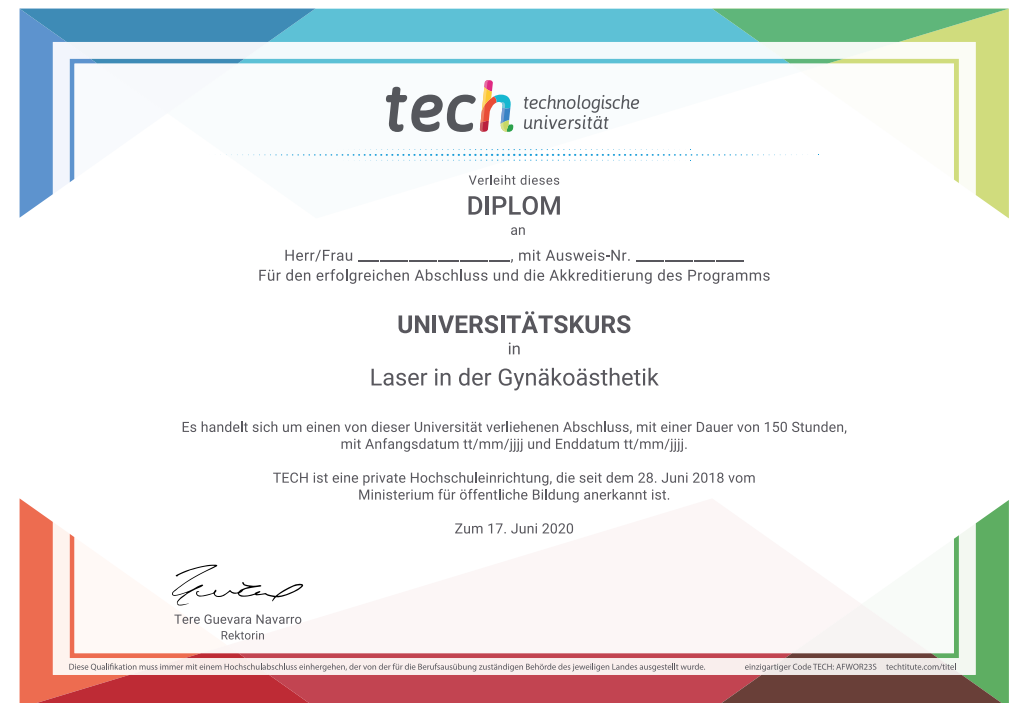 tech technologische
universität
Verleiht dieses
DIPLOM
an
Herr/Frau ____________________, mit Ausweis-Nr. ______________
Für den erfolgreichen Abschluss und die Akkreditierung des Programms
UNIVERSITÄTSKURS
in
Laser in der Gynäkoästhetik
Es handelt sich um einen von dieser Universität verliehenen Abschluss, mit einer Dauer von 150 Stunden,
mit Anfangsdatum tt/mm/jjjj und Enddatum tt/mm/jjjj.
TECH ist eine private Hochschuleinrichtung, die seit dem 28. Juni 2018 vom
Ministerium für öffentliche Bildung anerkannt ist.
Zum 17. Juni 2020
Tere Guevara Navarro
Rektorin
Diese Qualifikation muss immer mit einem Hochschulabschluss einhergehen, der von der für die Berufsausübung zuständigen Behörde des jeweiligen Landes ausgestellt wurde. einzigartiger Code TECH: AFWOR23S techtitute.com/titel